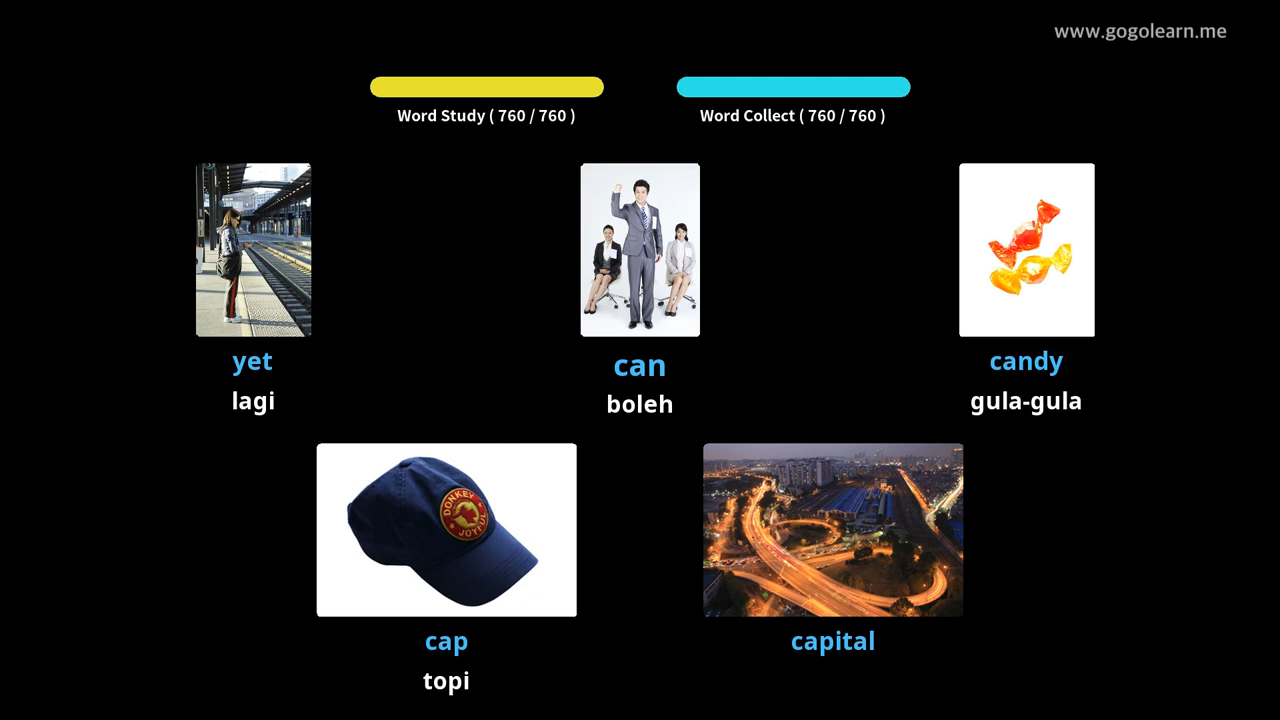 www.gogolearn.me
Word Study ( 760 / 760 )
Word Collect ( 760 / 760 )
yet
lagi
can
boleh
candy
gula-gula
DONKEY
JOYFUL
cap
topi
capital